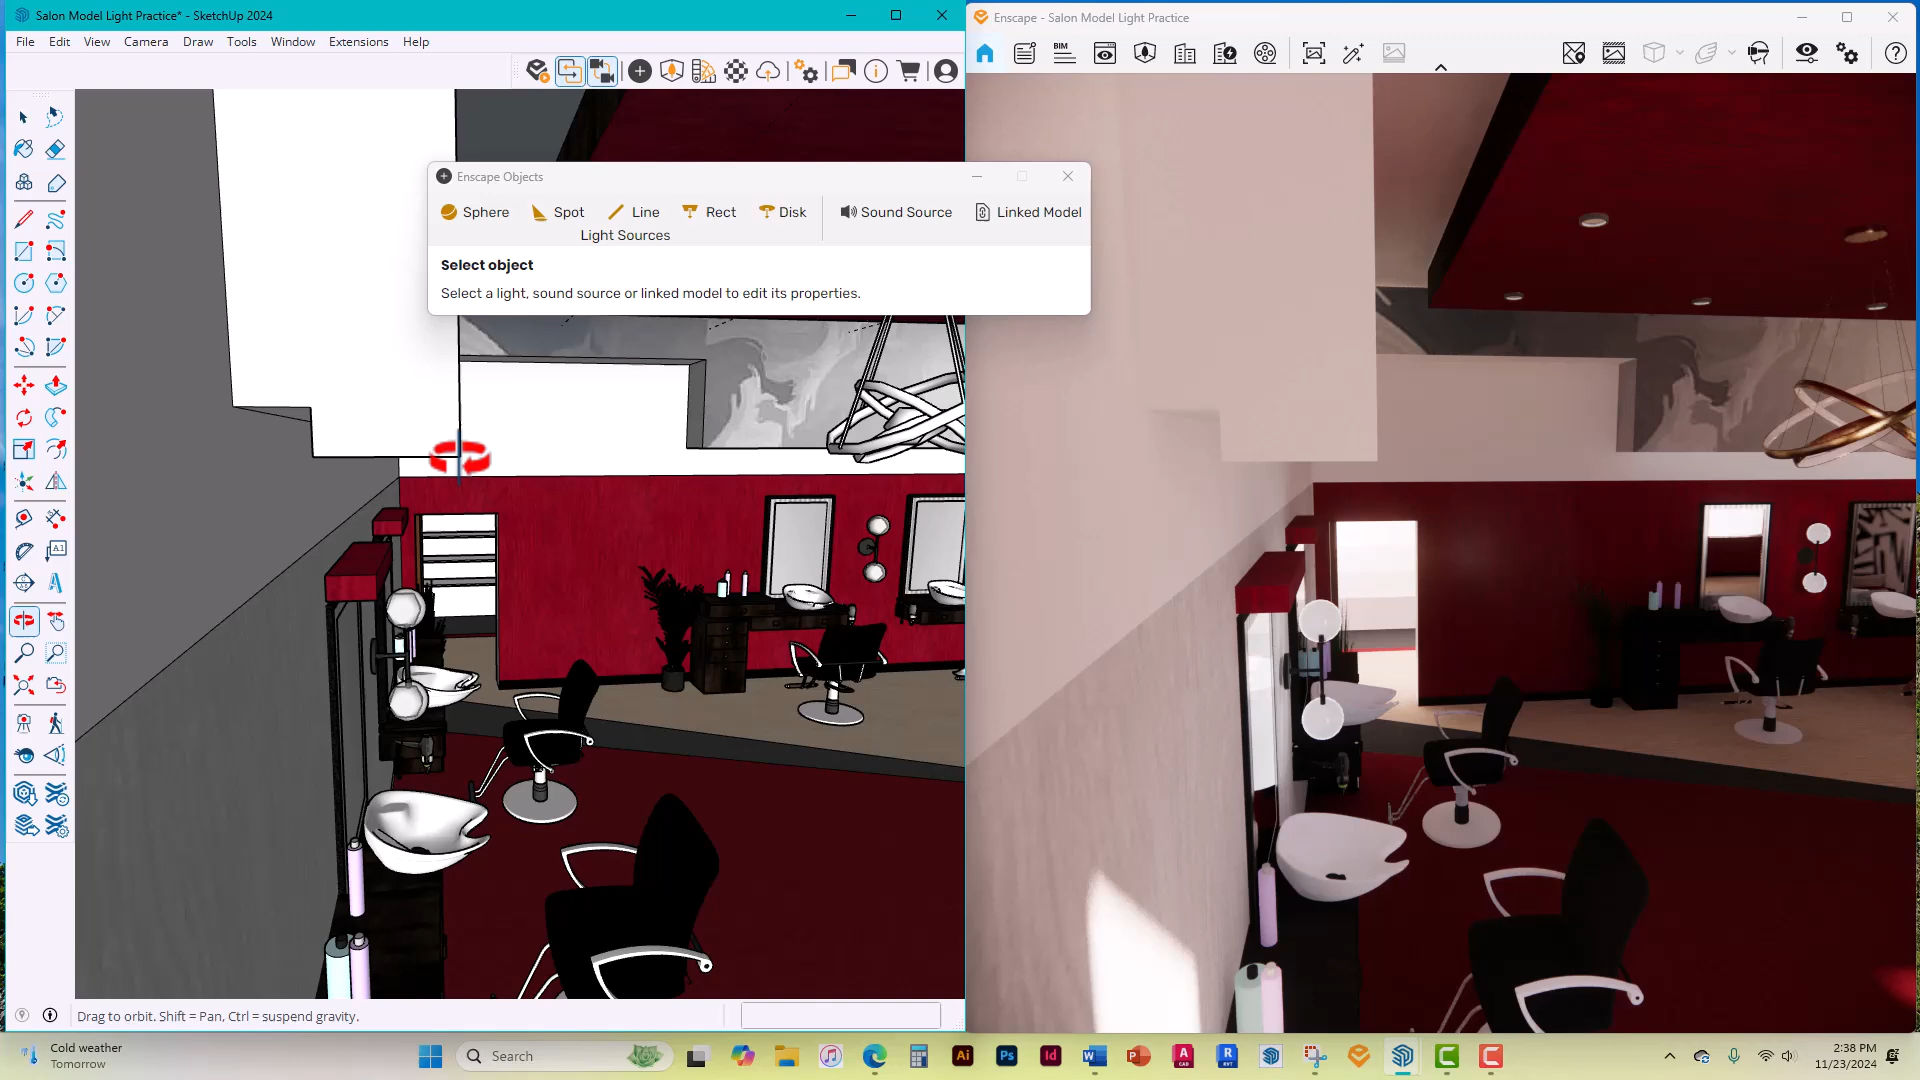 Salon Model Light Practice* - SketchUp 2024
File Edit View Camera Draw Tools Window Extensions Help
Enscape - Salon Model Light Practice
BIM
Enscape Objects
Sphere Spot Line Rect Disk Sound Source Linked Model
Light Sources
Select object
Select a light, sound source or linked model to edit its properties.
A1
A
Drag to orbit. Shift = Pan, Ctrl = suspend gravity.
Cold weather
Tomorrow
Search
Ai
Ps
Id
W
P
A
CAD
R
RVT
C
C
2:38 PM
11/23/2024